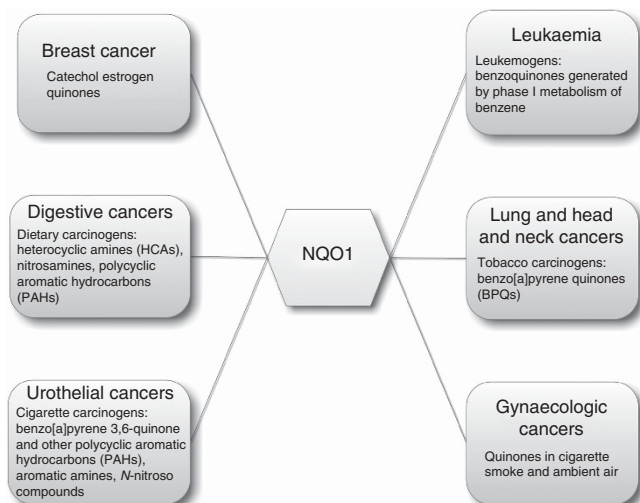 Breast cancer
Catechol estrogen
quinones
Digestive cancers
Dietary carcinogens:
heterocyclic amines (HCAs),
nitrosamines, polycyclic
aromatic hydrocarbons
(PAHs)
Urothelial cancers
Cigarette carcinogens:
benzo[a]pyrene 3,6-quinone
and other polycyclic aromatic
hydrocarbons (PAHs),
aromatic amines, N-nitroso
compounds
NQO1
Leukaemia
Leukemogens:
benzoquinones generated
by phase I metabolism of
benzene
Lung and head
and neck cancers
Tobacco carcinogens:
benzo[a]pyrene quinones
(BPQs)
Gynaecologic
cancers
Quinones in cigarette
smoke and ambient air